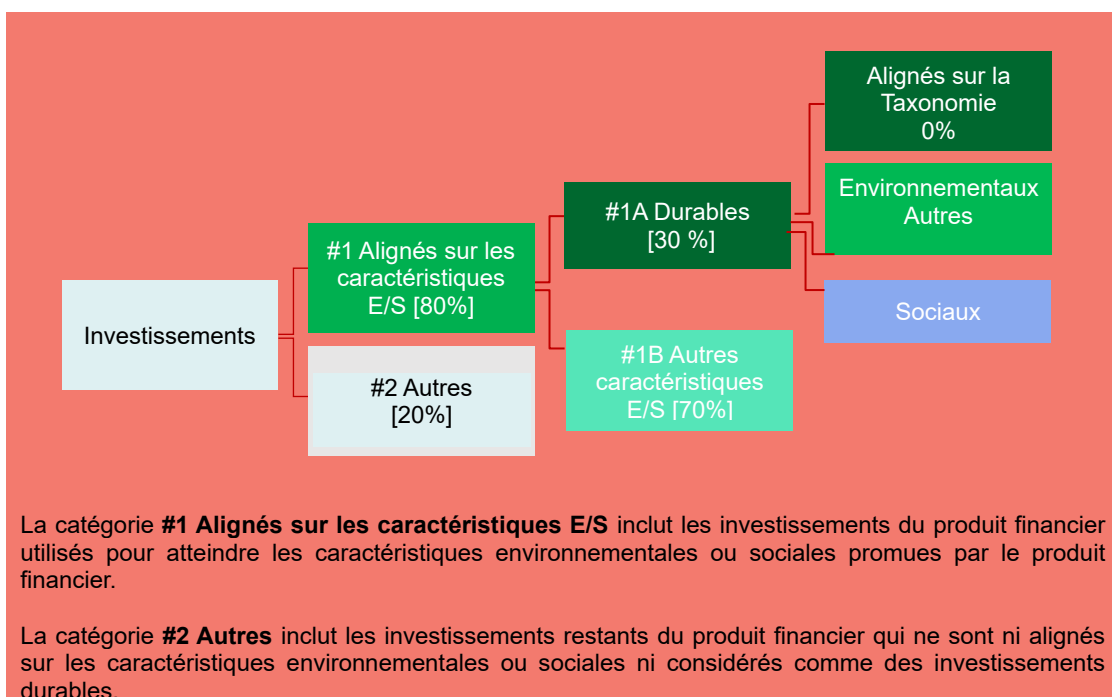 Alignés sur la
Taxonomie
0%
Environnementaux
Autres
#1A Durables
[30 %]
#1 Alignés sur les
caractéristiques
E/S [80%]
Sociaux
Investissements
#1B Autres
caractéristiques
E/S [70%]
#2 Autres
[20%]
La catégorie #1 Alignés sur les caractéristiques E/S inclut les investissements du produit financier
utilisés pour atteindre les caractéristiques environnementales ou sociales promues par le produit
financier.
La catégorie #2 Autres inclut les investissements restants du produit financier qui ne sont ni alignés
sur les caractéristiques environnementales ou sociales ni considérés comme des investissements
durables.